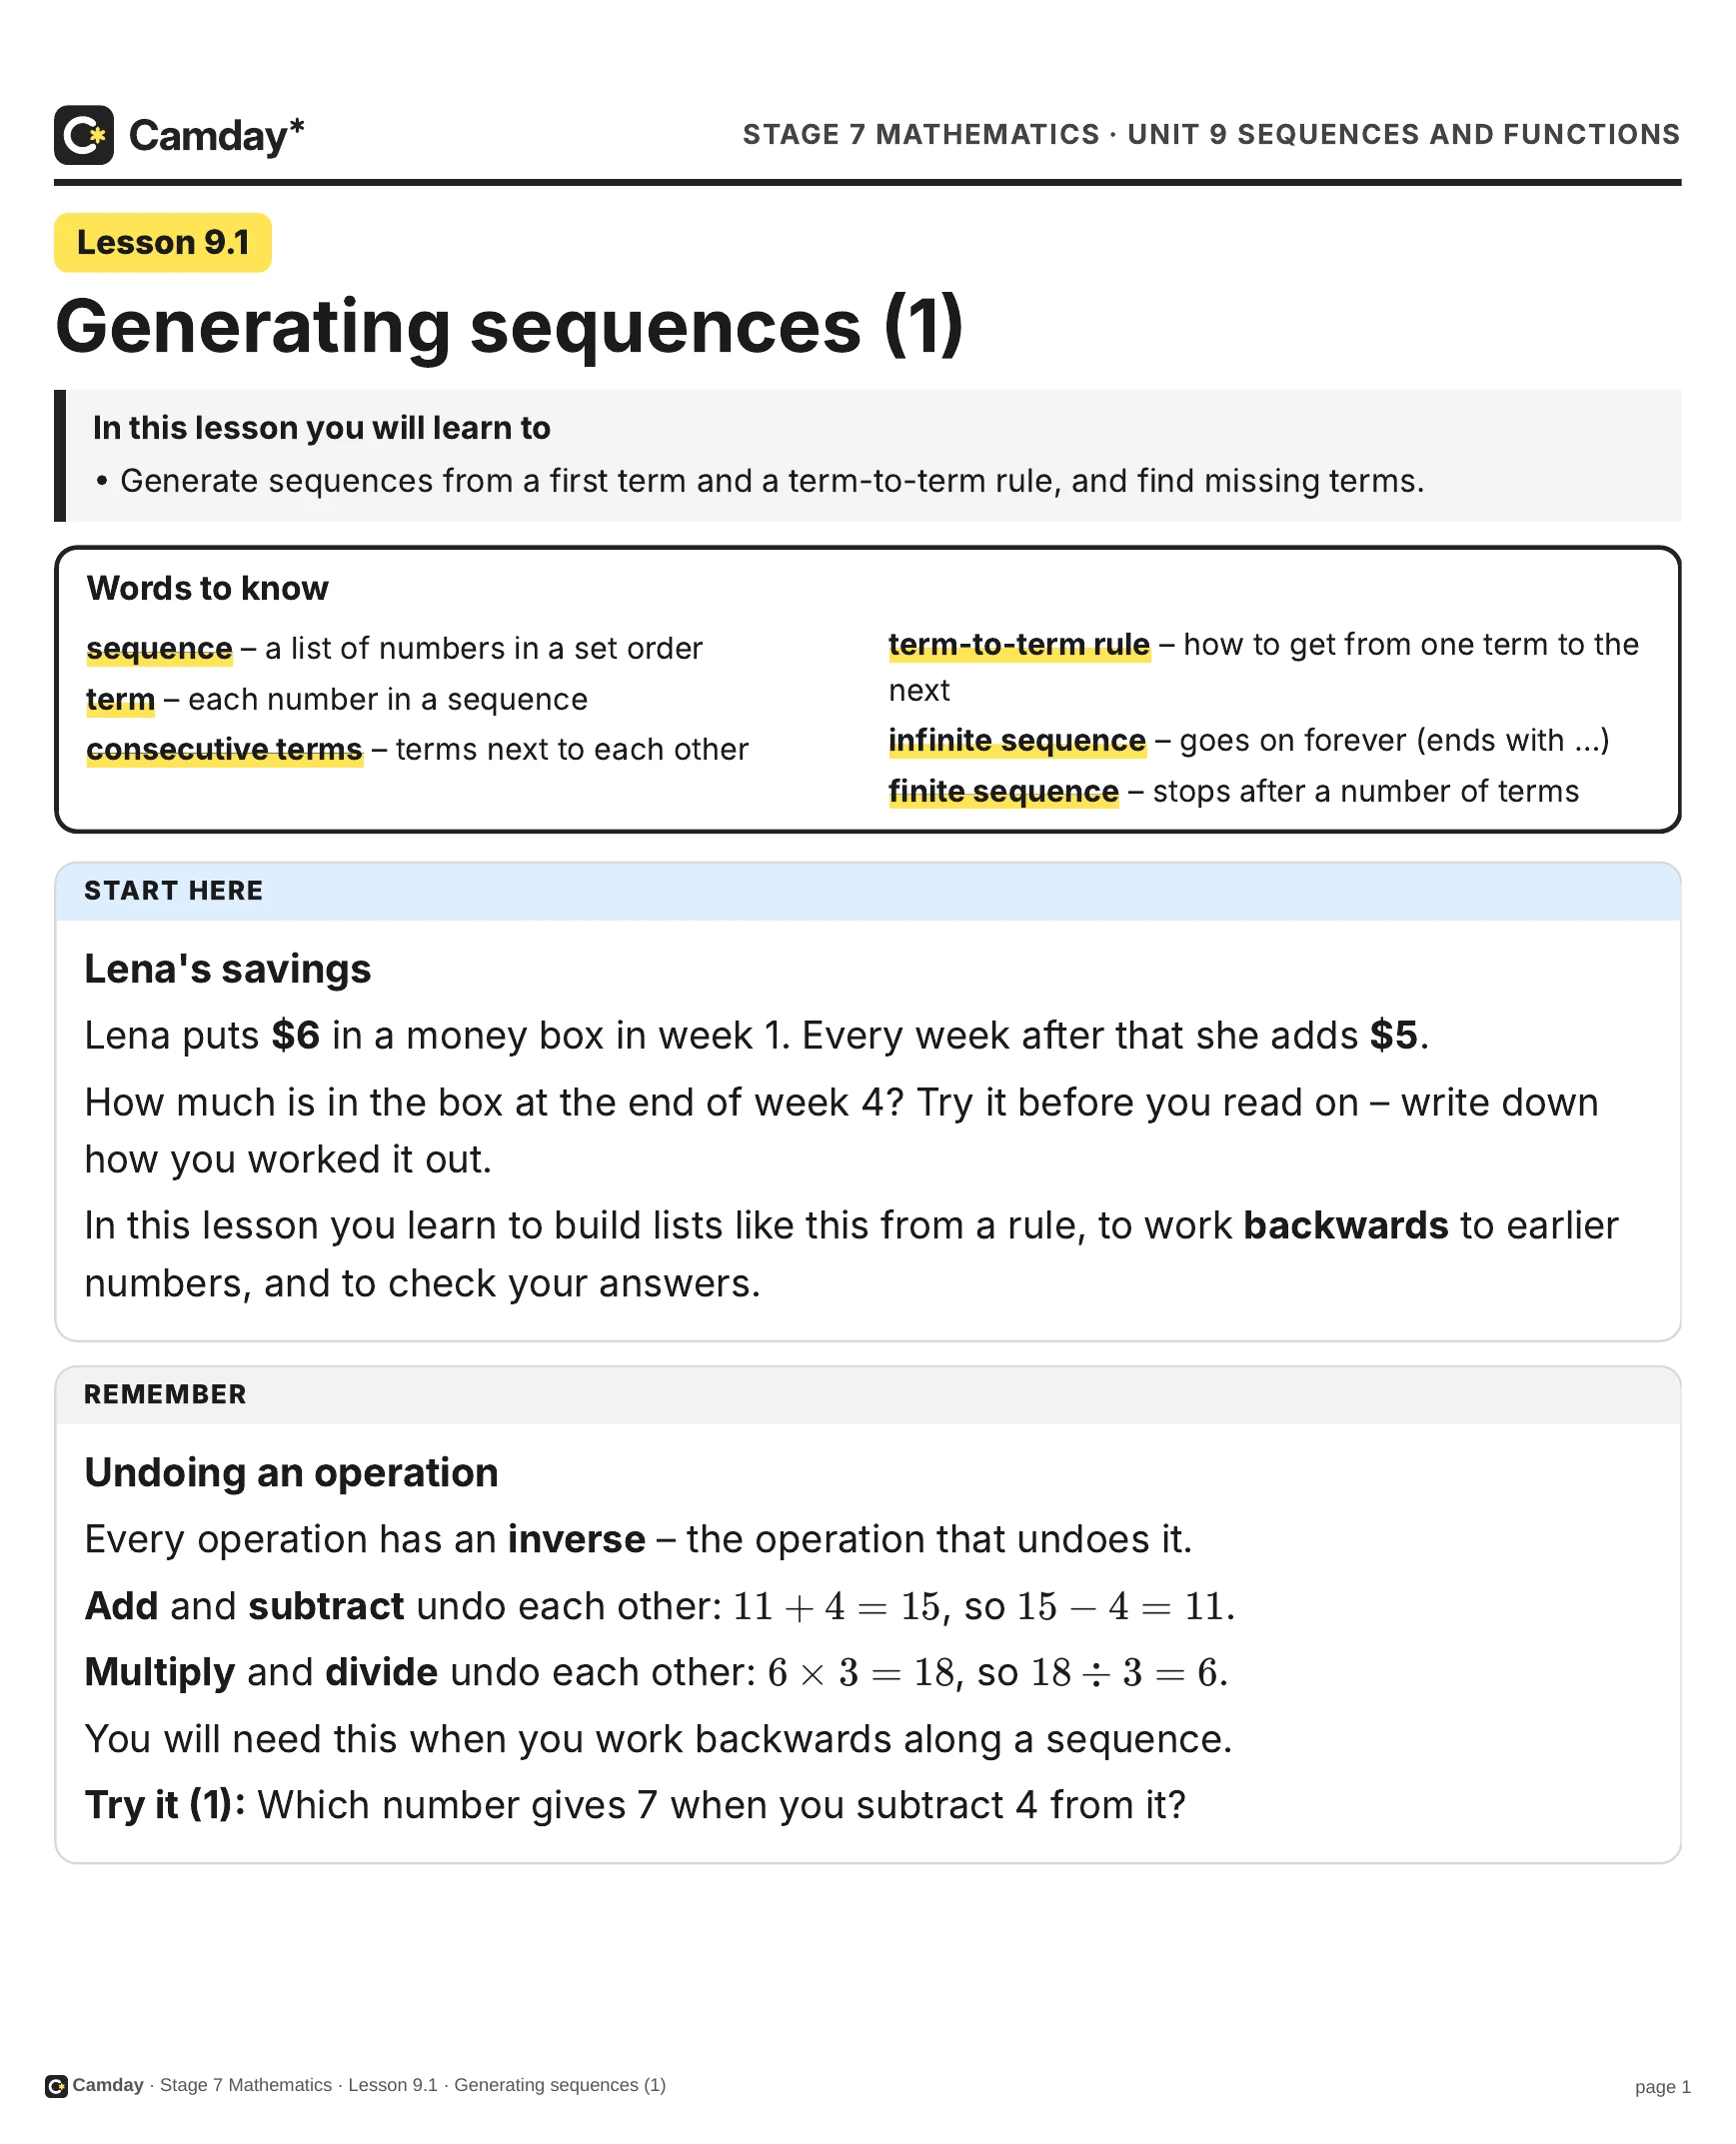 Camday*
STAGE 7 MATHEMATICS · UNIT 9 SEQUENCES AND FUNCTIONS
Lesson 9.1
Generating sequences (1)
In this lesson you will learn to
• Generate sequences from a first term and a term-to-term rule, and find missing terms.
Words to know
sequence – a list of numbers in a set order
term – each number in a sequence
consecutive terms – terms next to each other
term-to-term rule – how to get from one term to the
next
infinite sequence – goes on forever (ends with ...)
finite sequence – stops after a number of terms
START HERE
Lena's savings
Lena puts $6 in a money box in week 1. Every week after that she adds $5.
How much is in the box at the end of week 4? Try it before you read on – write down
how you worked it out.
In this lesson you learn to build lists like this from a rule, to work backwards to earlier
numbers, and to check your answers.
REMEMBER
Undoing an operation
Every operation has an inverse – the operation that undoes it.
Add and subtract undo each other: 11 + 4 = 15, so 15 − 4 = 11.
Multiply and divide undo each other: 6 × 3 = 18, so 18 ÷ 3 = 6.
You will need this when you work backwards along a sequence.
Try it (1): Which number gives 7 when you subtract 4 from it?
Camday · Stage 7 Mathematics · Lesson 9.1 · Generating sequences (1)
page 1